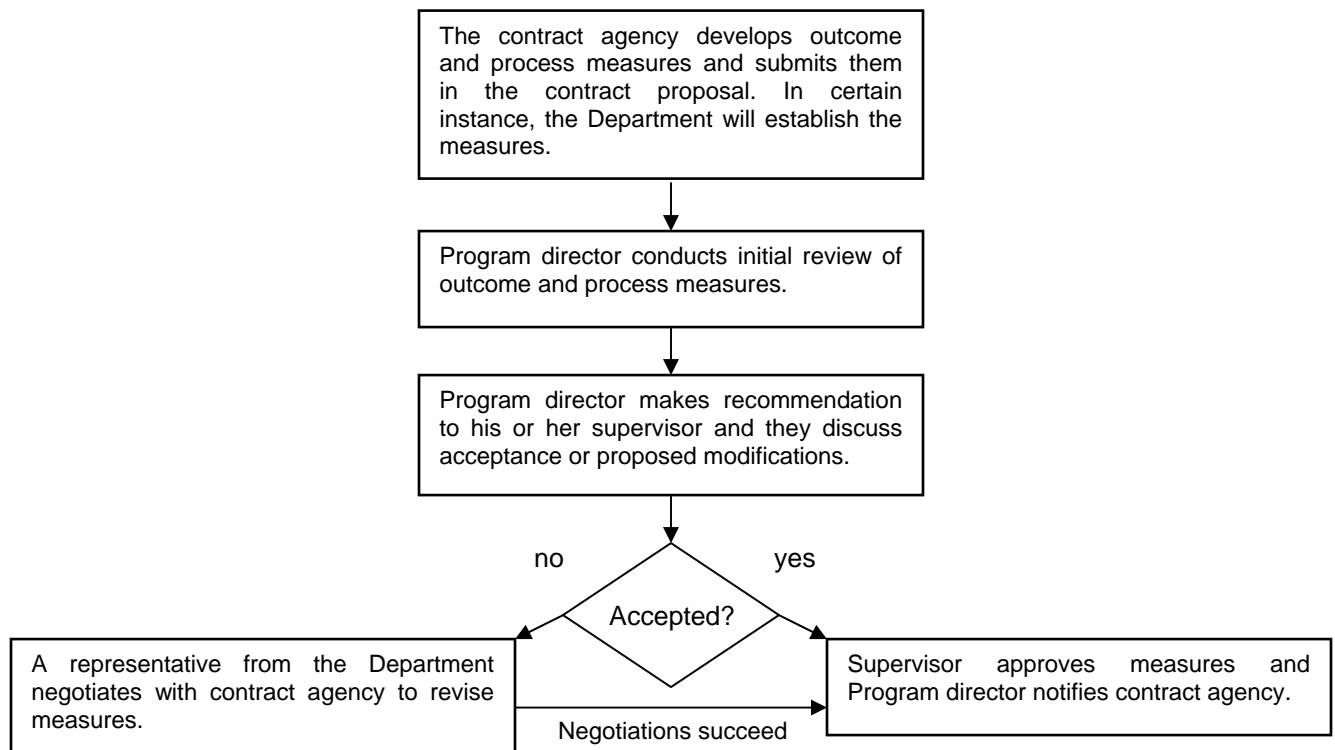 The contract agency develops outcome
and process measures and submits them
in the contract proposal. In certain
instance, the Department will establish the
measures.
Program director conducts initial review of
outcome and process measures.
Program director makes recommendation
to his or her supervisor and they discuss
acceptance or proposed modifications.
no
yes
Accepted?
A representative from the Department
negotiates with contract agency to revise
measures.
Supervisor approves measures and
Program director notifies contract agency.
Negotiations succeed